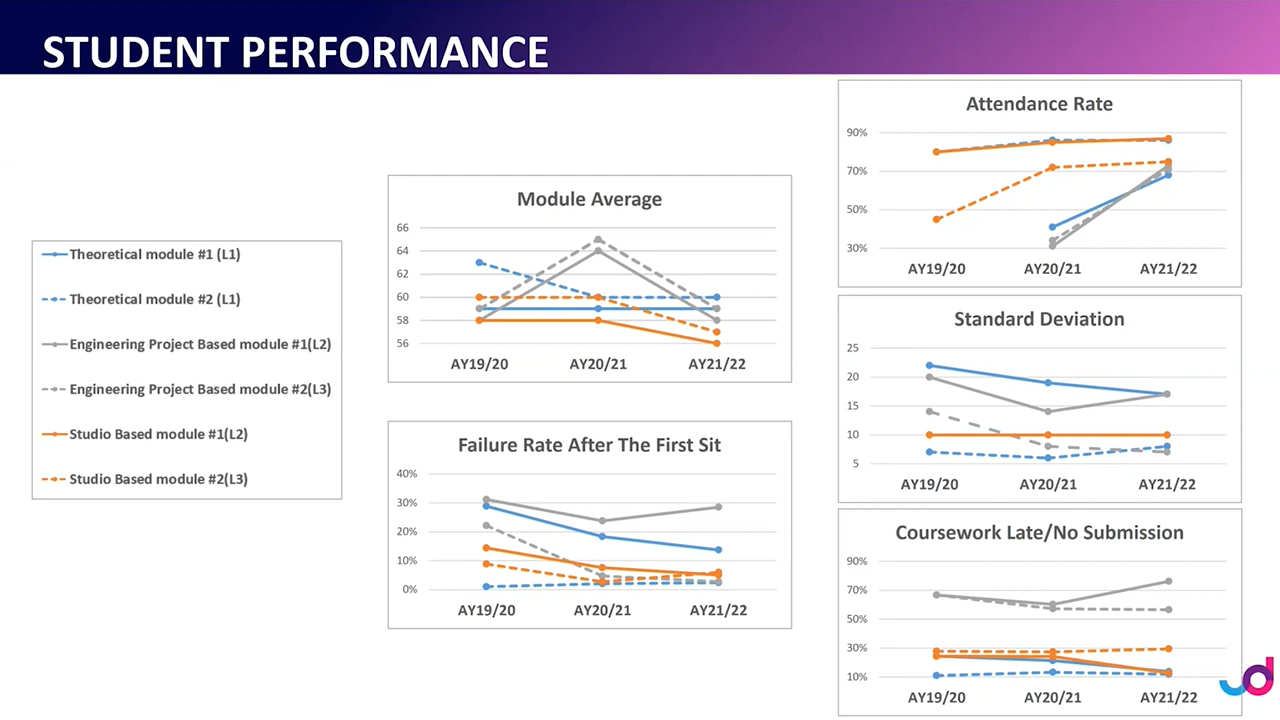 STUDENT PERFORMANCE
Theoretical module #1 (L1)
Theoretical module #2 (L1)
Engineering Project Based module #1(L2)
Engineering Project Based module #2(L3)
Studio Based module #1(L2)
Studio Based module #2(L3)
Module Average
66
64
62
60
58
56
AY19/20 AY20/21 AY21/22
Failure Rate After The First Sit
40%
30%
20%
10%
0%
AY19/20 AY20/21 AY21/22
Attendance Rate
90%
70%
50%
30%
AY19/20 AY20/21 AY21/22
Standard Deviation
25
20
15
10
5
AY19/20 AY20/21 AY21/22
Coursework Late/No Submission
90%
70%
50%
30%
10%
AY19/20 AY20/21 AY21/22